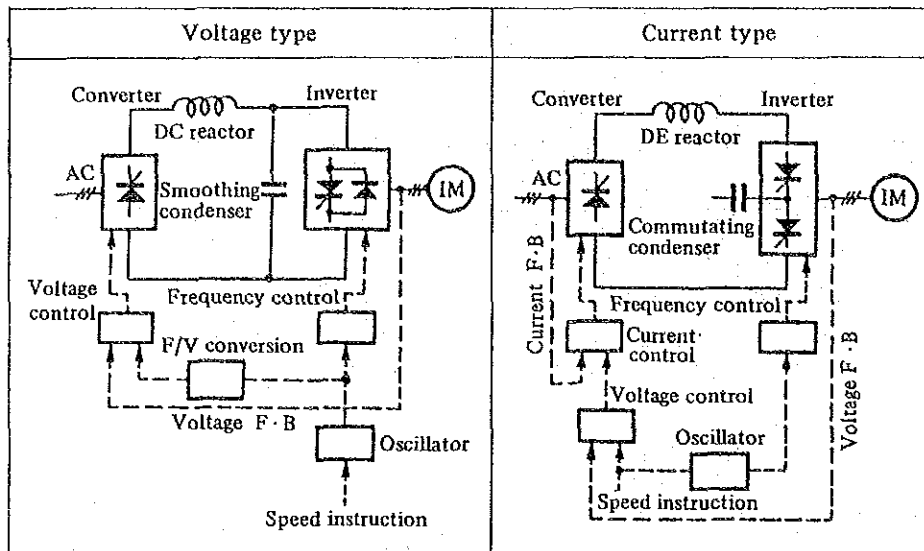 Voltage type
Converter
Inverter
DC reactor
AC
Smoothing
condenser
IM
Voltage
control
Frequency control
F/V conversion
Voltage F·B
Oscillator
Speed instruction
Current type
Converter
Inverter
DE reactor
AC
Commutating
condenser
IM
Current F·B
Frequency control
Current·
control
Voltage control
Oscillator
Voltage F·B
Speed instruction